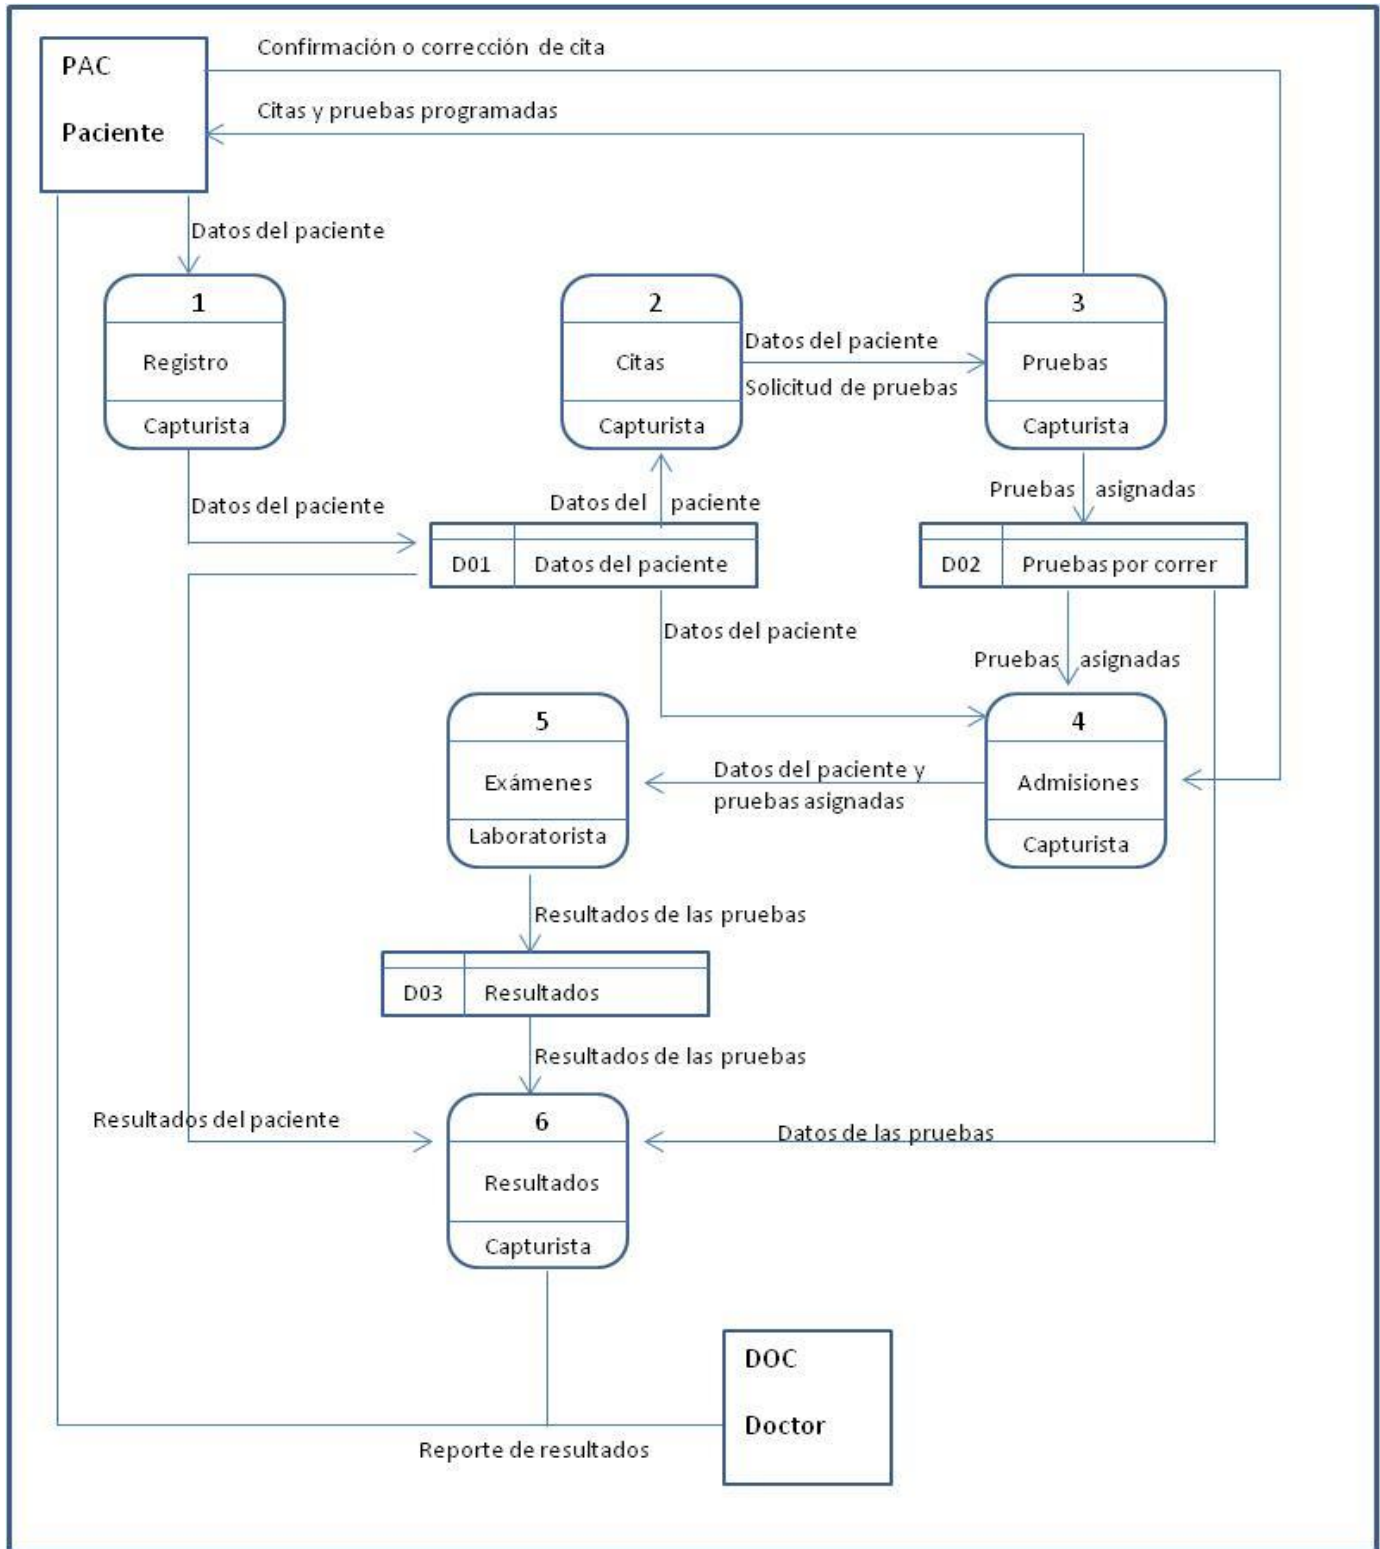 Confirmación o corrección de cita
PAC
Paciente
Citas y pruebas programadas
Datos del paciente
1
Registro
Capturista
2
Citas
Capturista
Datos del paciente
Solicitud de pruebas
3
Pruebas
Capturista
Datos del paciente
Datos del paciente
Pruebas asignadas
D01
Datos del paciente
D02
Pruebas por correr
Datos del paciente
Pruebas asignadas
5
Exámenes
Laboratorista
Datos del paciente y
pruebas asignadas
4
Admisiones
Capturista
Resultados de las pruebas
D03
Resultados
Resultados de las pruebas
Resultados del paciente
6
Resultados
Capturista
Datos de las pruebas
DOC
Doctor
Reporte de resultados